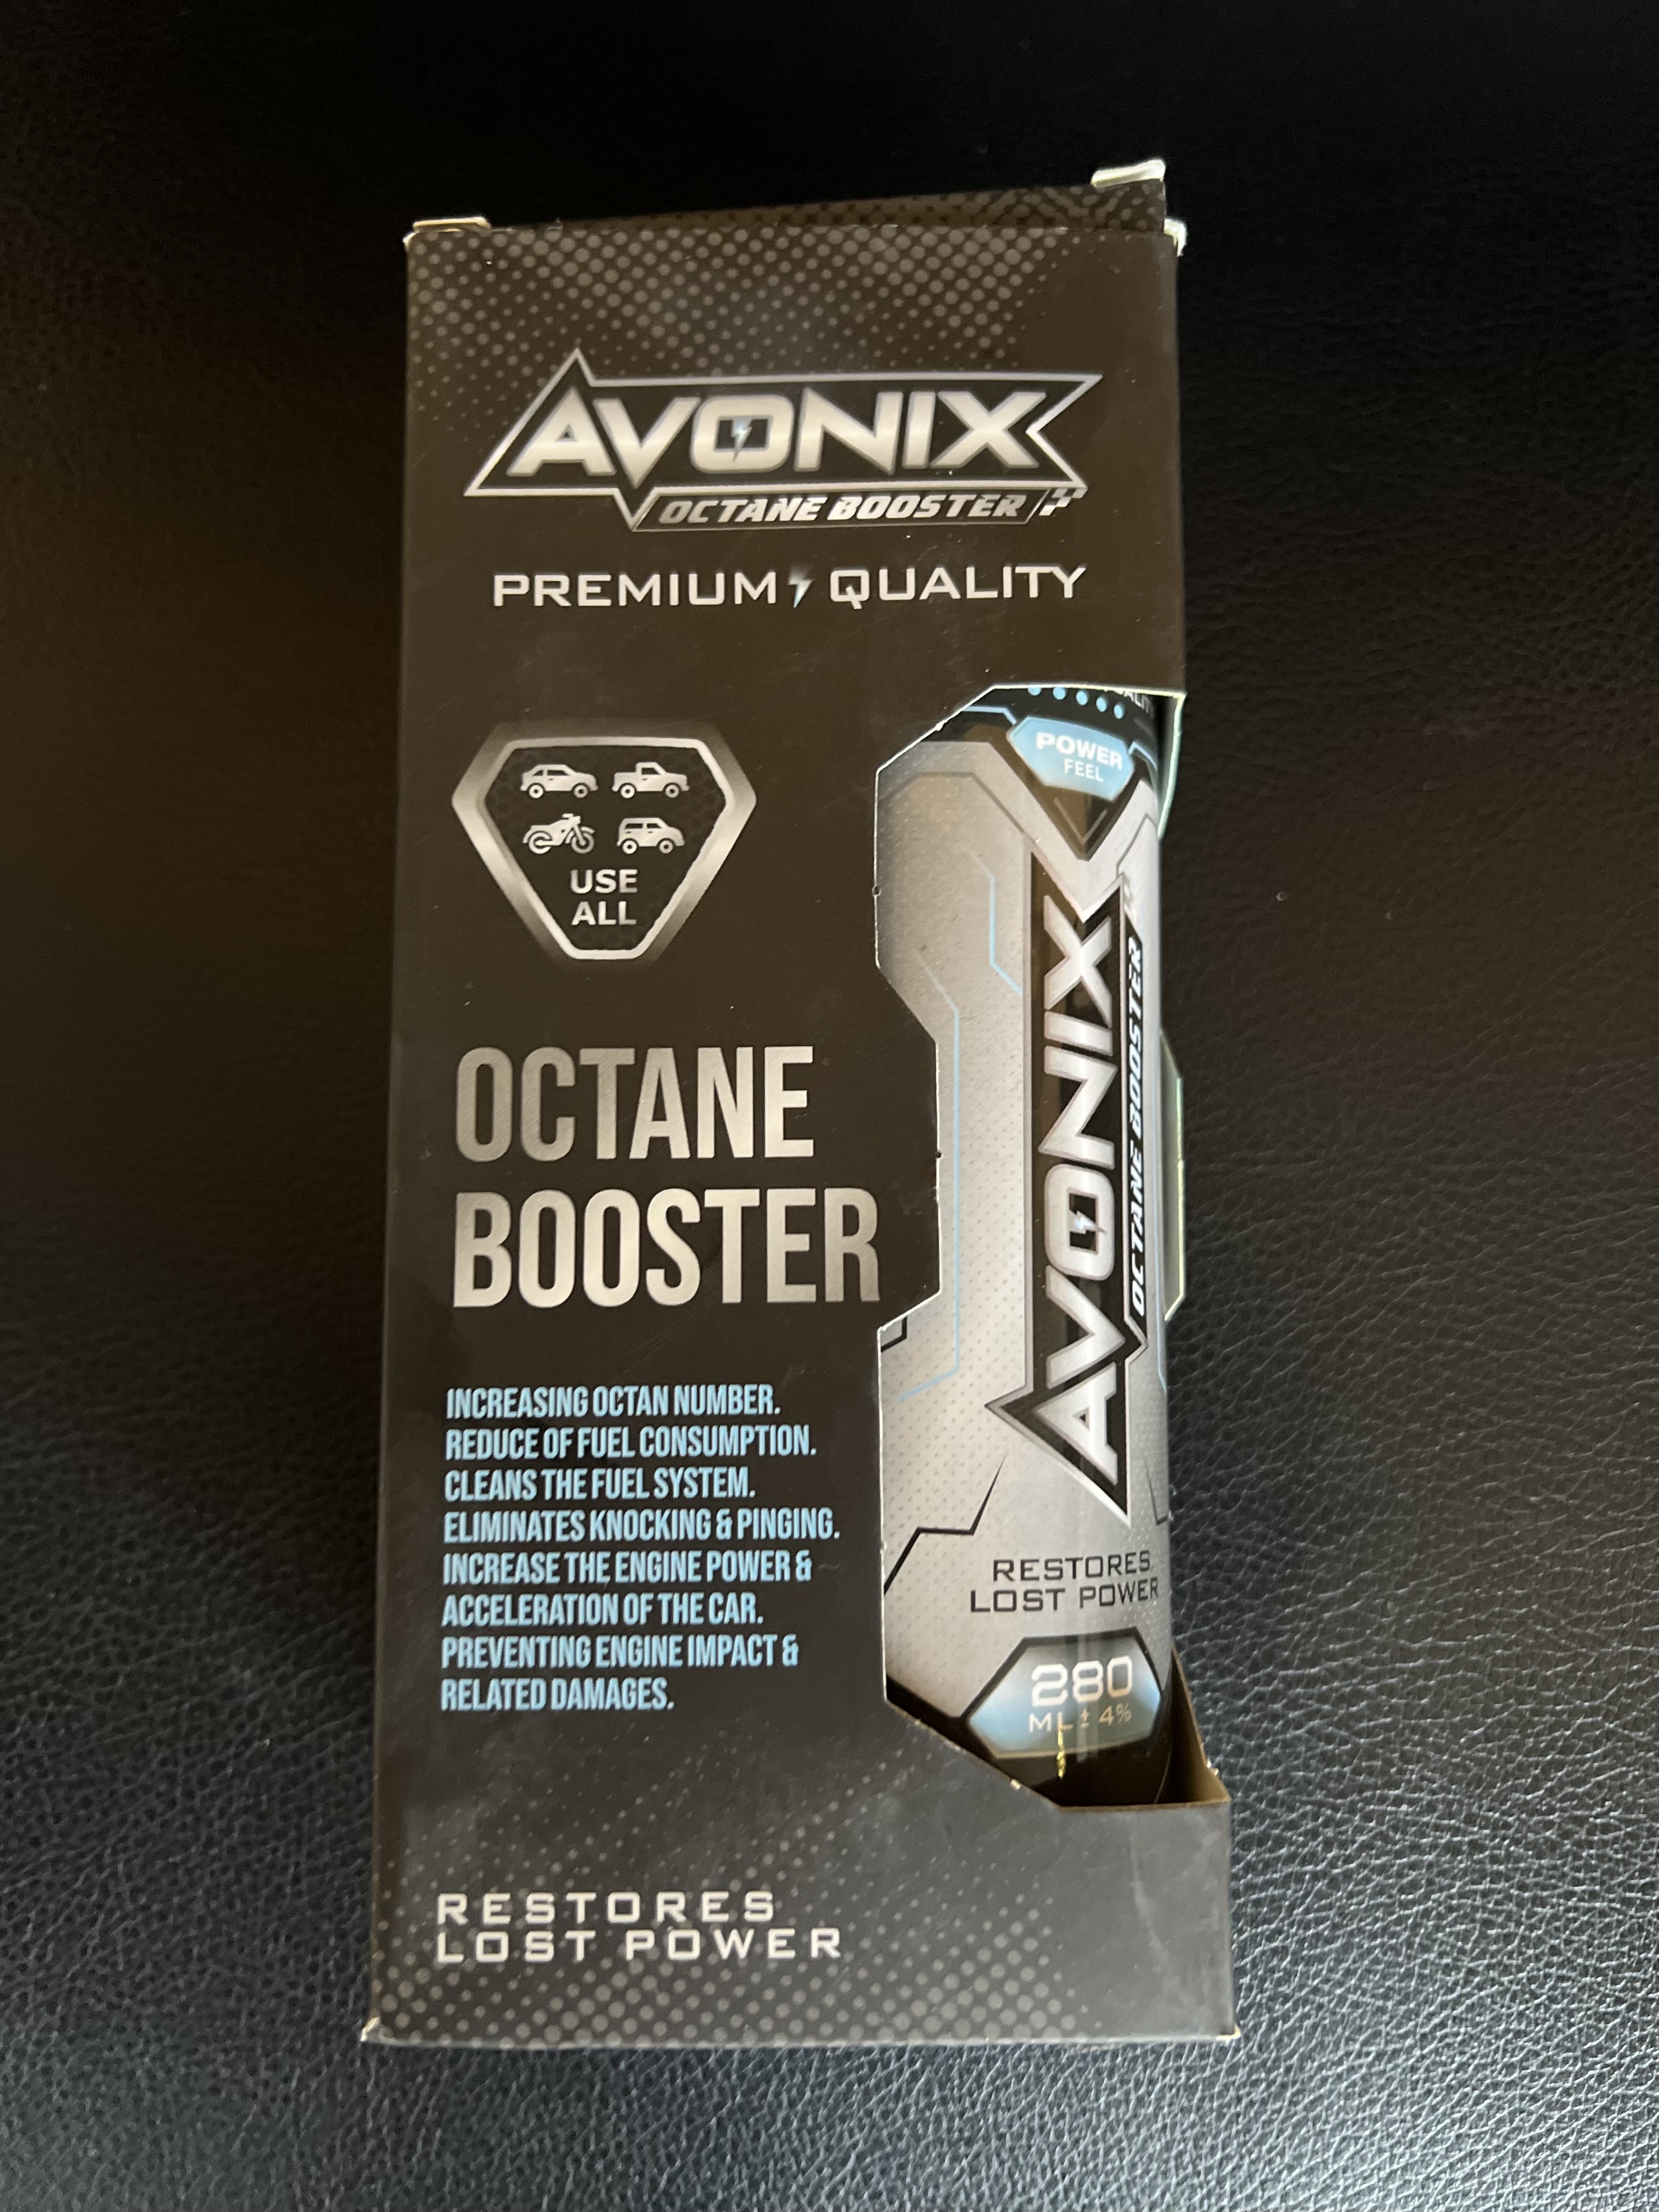 AVONIX
OCTANE BOOSTER
PREMIUM QUALITY
USE
ALL
OCTANE
BOOSTER
INCREASING OCTAN NUMBER.
REDUCE OF FUEL CONSUMPTION.
CLEANS THE FUEL SYSTEM.
ELIMINATES KNOCKING & PINGING.
INCREASE THE ENGINE POWER &
ACCELERATION OF THE CAR.
PREVENTING ENGINE IMPACT &
RELATED DAMAGES.
RESTORES
LOST POWER
POWER
FEEL
AVONIX
OCTANE BOOSTER
RESTORES
LOST POWER
280
ML ± 4%